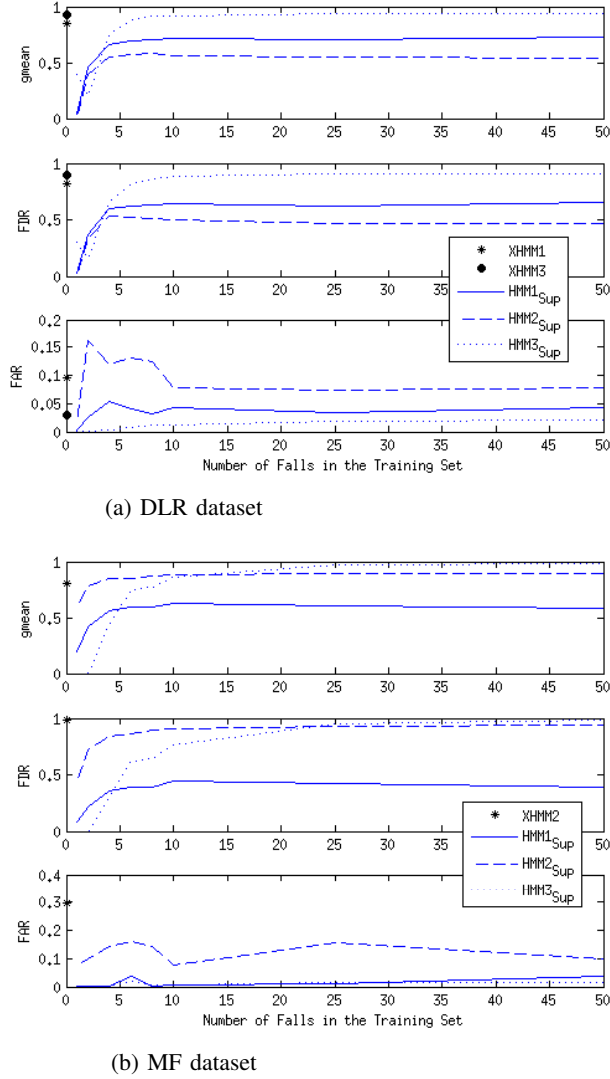 1
0.5
0
gmean
0 5 10 15 20 25 30 35 40 45 50
1
0.5
0
FDR
0 5 10 15 20 25 30 35 40 45 50
XHMM1
XHMM3
HMM1Sup
HMM2Sup
HMM3Sup
0.2
0.15
0.1
0.05
0
FAR
0 5 10 15 20 25 30 35 40 45 50
Number of Falls in the Training Set
(a) DLR dataset
1
0.5
0
gmean
0 5 10 15 20 25 30 35 40 45 50
1
0.5
0
FDR
0 5 10 15 20 25 30 35 40 45 50
XHMM2
HMM1Sup
HMM2Sup
HMM3Sup
0.4
0.3
0.2
0.1
0
FAR
0 5 10 15 20 25 30 35 40 45 50
Number of Falls in the Training Set
(b) MF dataset